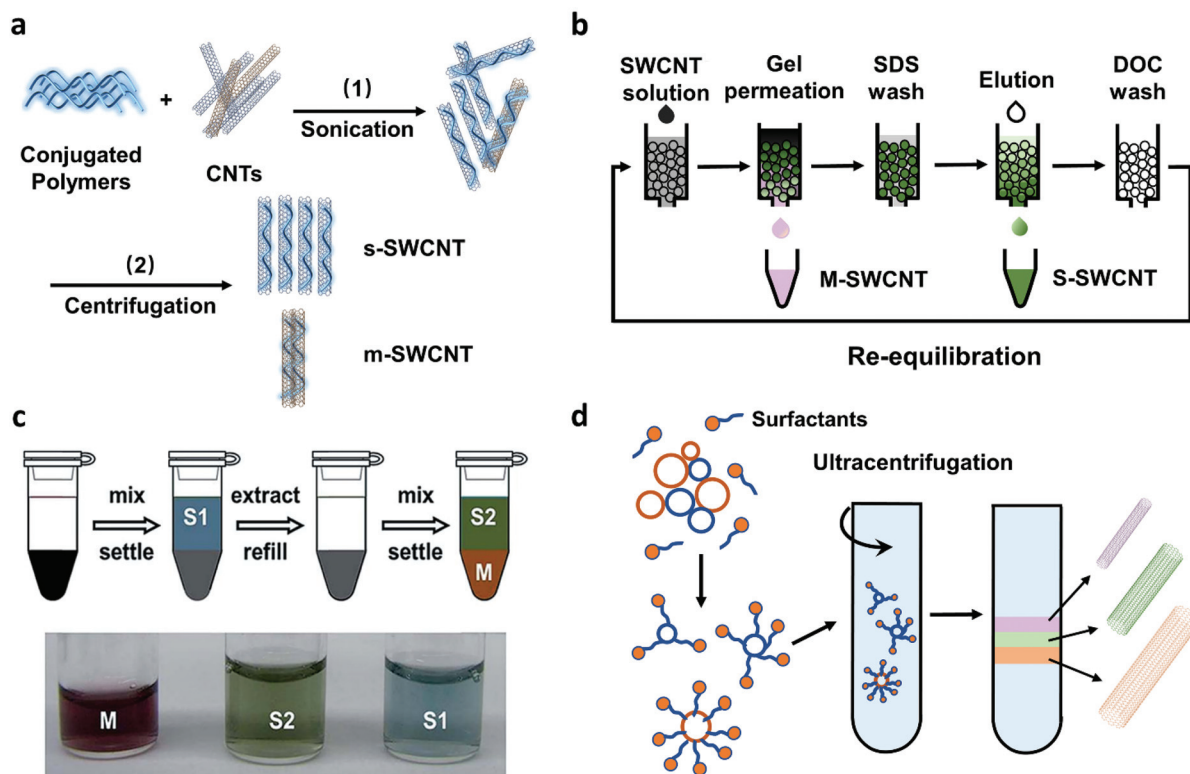 a
Conjugated
Polymers
+
CNTs
(1)
Sonication
(2)
Centrifugation
s-SWCNT
m-SWCNT
b
SWCNT
solution
Gel
permeation
SDS
wash
Elution
DOC
wash
M-SWCNT
S-SWCNT
Re-equilibration
c
mix
settle
S1
extract
refill
mix
settle
S2
M
M
S2
S1
d
Surfactants
Ultracentrifugation